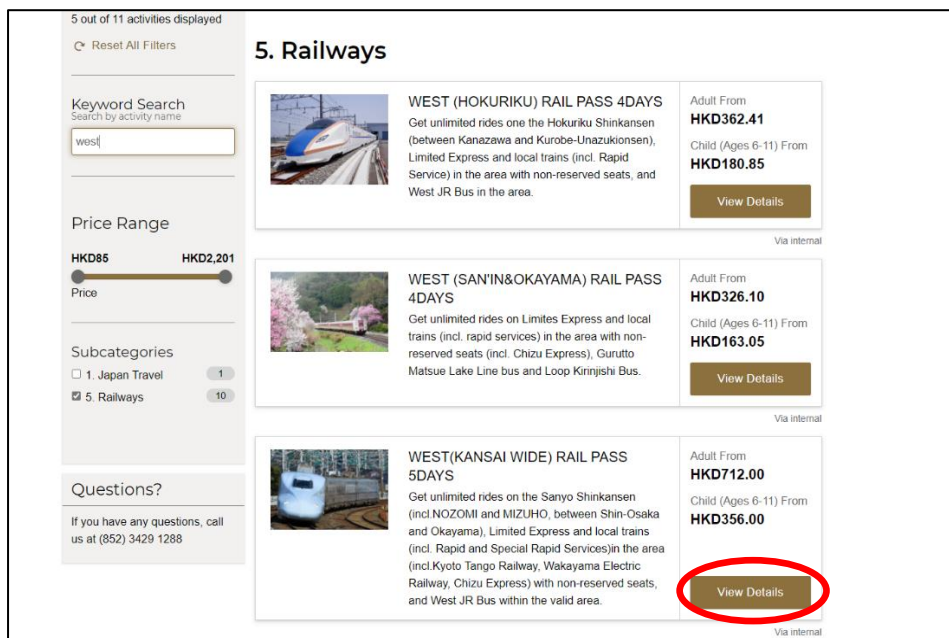 5 out of 11 activities displayed
Reset All Filters
Keyword Search
Search by activity name
west
Price Range
HKD85 HKD2,201
Price
Subcategories
1. Japan Travel 1
5. Railways 10
Questions?
If you have any questions, call
us at (852) 3429 1288
5. Railways
WEST (HOKURIKU) RAIL PASS 4DAYS
Get unlimited rides one the Hokuriku Shinkansen
(between Kanazawa and Kurobe-Unazukionsen),
Limited Express and local trains (incl. Rapid
Service) in the area with non-reserved seats, and
West JR Bus in the area.
Adult From
HKD362.41
Child (Ages 6-11) From
HKD180.85
View Details
Via internal
WEST (SAN'IN&OKAYAMA) RAIL PASS
4DAYS
Get unlimited rides on Limites Express and local
trains (incl. rapid services) in the area with non-
reserved seats (incl. Chizu Express), Gurutto
Matsue Lake Line bus and Loop Kirinjishi Bus.
Adult From
HKD326.10
Child (Ages 6-11) From
HKD163.05
View Details
Via internal
WEST(KANSAI WIDE) RAIL PASS
5DAYS
Get unlimited rides on the Sanyo Shinkansen
(incl.NOZOMI and MIZUHO, between Shin-Osaka
and Okayama), Limited Express and local trains
(incl. Rapid and Special Rapid Services)in the area
(incl.Kyoto Tango Railway, Wakayama Electric
Railway, Chizu Express) with non-reserved seats,
and West JR Bus within the valid area.
Adult From
HKD712.00
Child (Ages 6-11) From
HKD356.00
View Details
Via internal